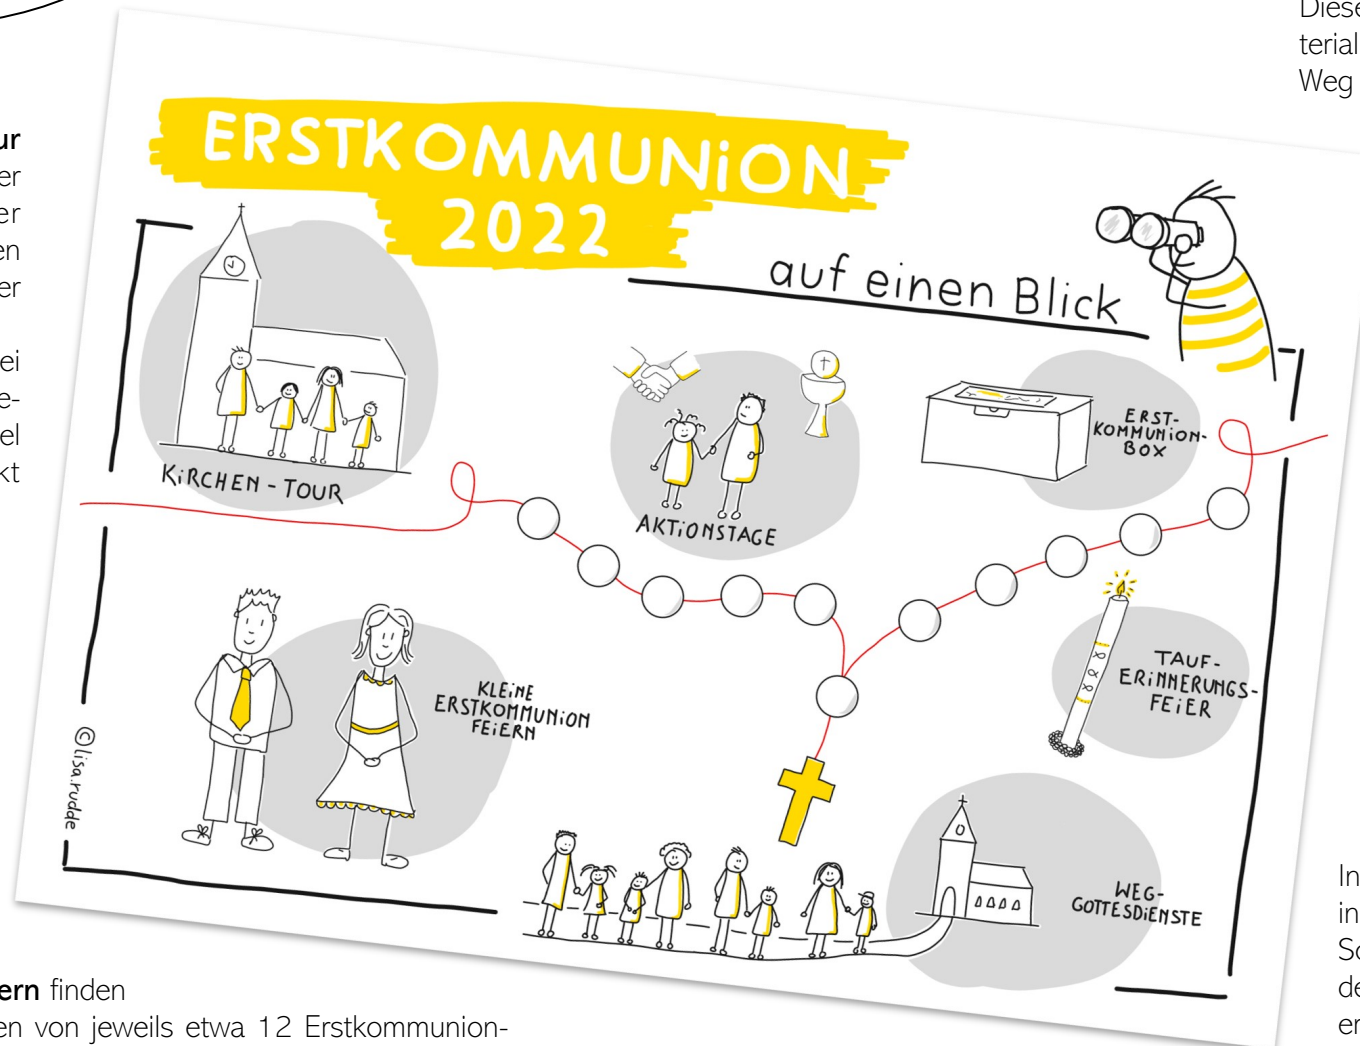 Diese
terial
Weg
ur
er
er
en
er
ei
e-
el
kt
ERSTKOMMUNiON
2022
auf einen Blick
KiRCHEN - TOUR
AKTiONSTAGE
ERST-
KOMMUNiON-
BOX
KLEiNE
ERSTKOMMUNiON
FEiERN
TAUF-
ERiNNERUNGS-
FEiER
WEG-
GOTTESDiENSTE
©lisa.rudde
ern finden
en von jeweils etwa 12 Erstkommunion-
In
in
Sc
de
er